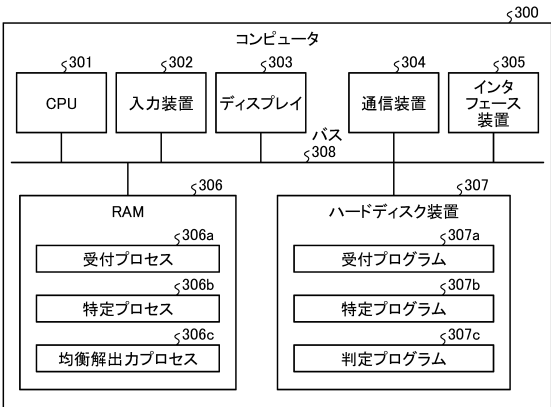 300
コンピュータ
301 302 303 304 305
CPU 入力装置 ディスプレイ 通信装置 インタ
フェース
装置
バス
308
306 307
RAM ハードディスク装置
306a 307a
受付プロセス 受付プログラム
306b 307b
特定プロセス 特定プログラム
306c 307c
均衡解出力プロセス 判定プログラム